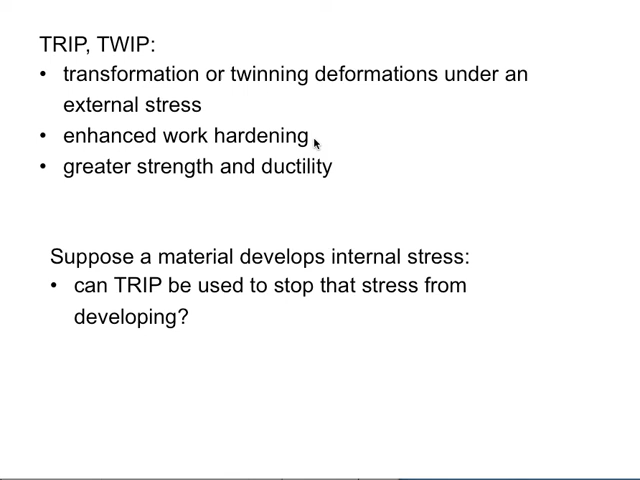 TRIP, TWIP:
• transformation or twinning deformations under an
external stress
• enhanced work hardening
• greater strength and ductility
Suppose a material develops internal stress:
• can TRIP be used to stop that stress from
developing?